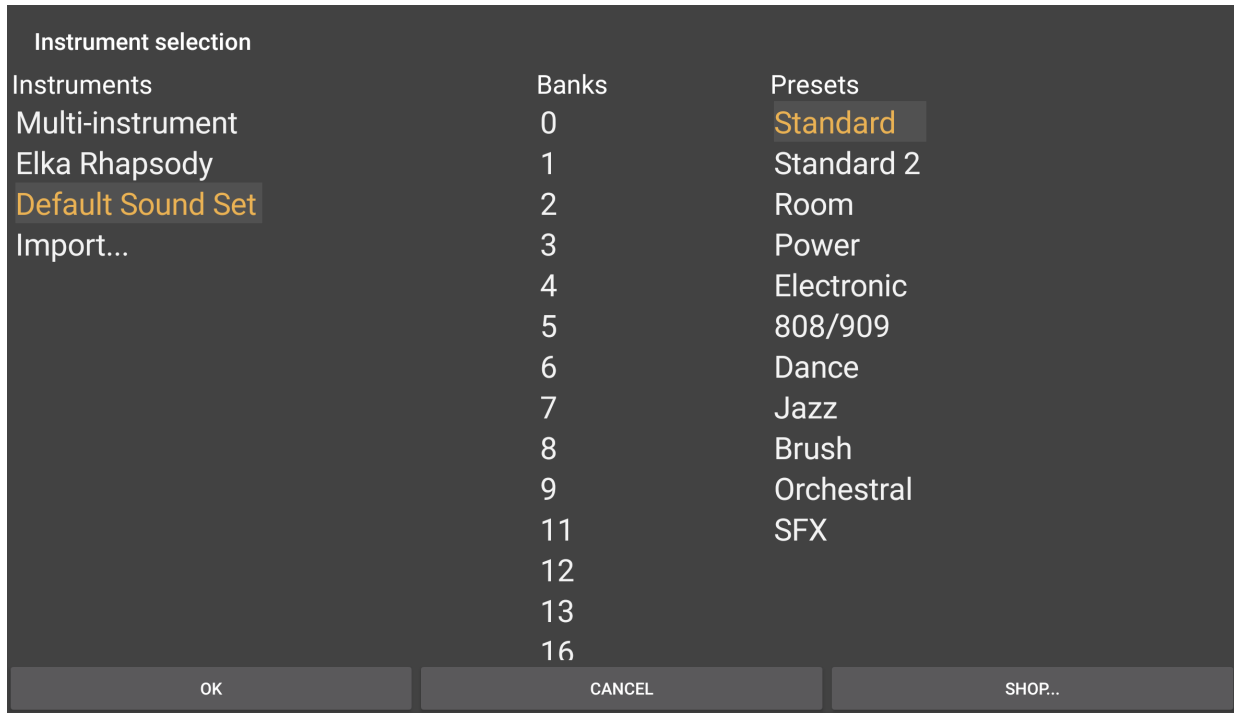 Instrument selection
Instruments Banks Presets
Multi-instrument 0 Standard
Elka Rhapsody 1 Standard 2
Default Sound Set 2 Room
Import... 3 Power
4 Electronic
5 808/909
6 Dance
7 Jazz
8 Brush
9 Orchestral
11 SFX
12
13
16
OK CANCEL SHOP...